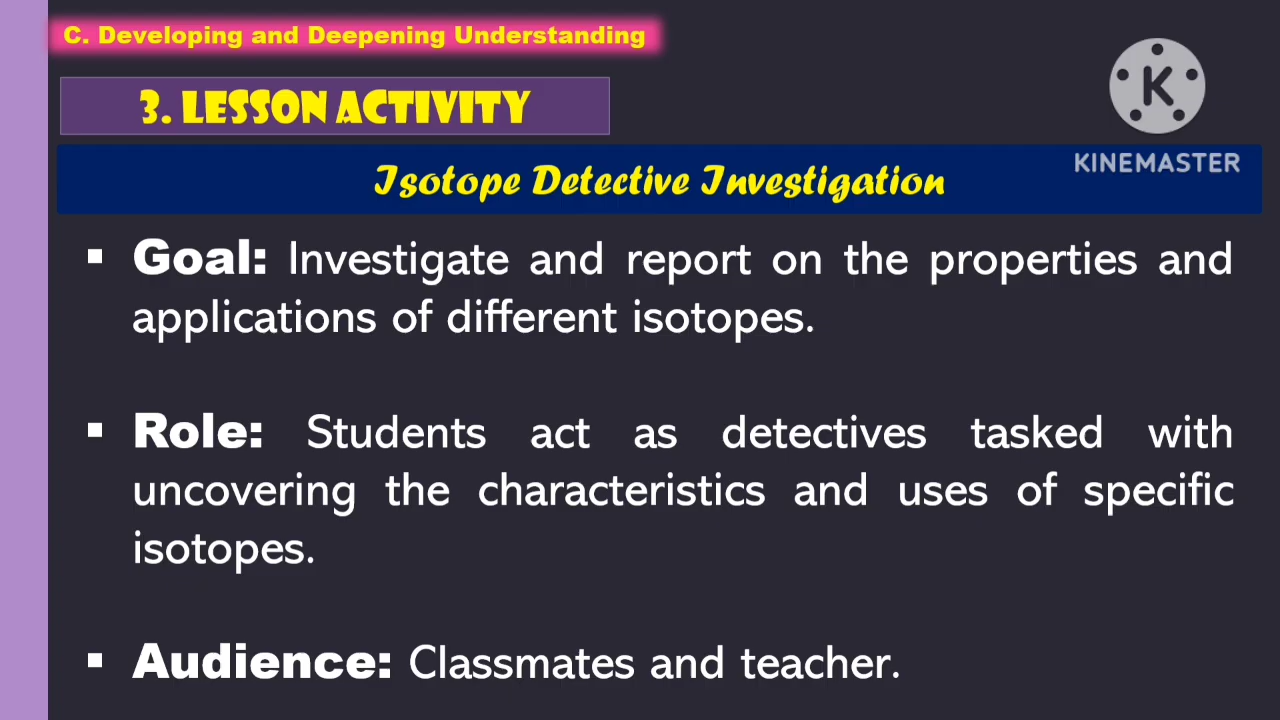 C. Developing and Deepening Understanding
3. LESSON ACTIVITY
K
KINEMASTER
Isotope Detective Investigation
▪ Goal: Investigate and report on the properties and
applications of different isotopes.
▪ Role: Students act as detectives tasked with
uncovering the characteristics and uses of specific
isotopes.
▪ Audience: Classmates and teacher.